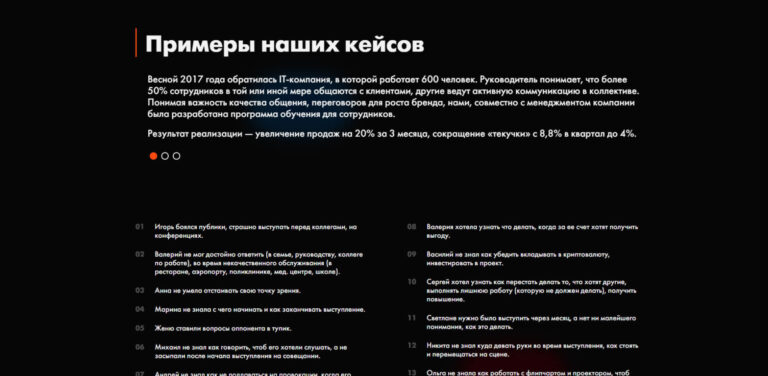 Примеры наших кейсов
Весной 2017 года обратилась IT-компания, в которой работает 600 человек. Руководитель понимает, что более
50% сотрудников в той или иной мере общаются с клиентами, другие ведут активную коммуникацию в коллективе.
Понимая важность качества общения, переговоров для роста бренда, нами, совместно с менеджментом компании
была разработана программа обучения для сотрудников.
Результат реализации — увеличение продаж на 20% за 3 месяца, сокращение «текучки» с 8,8% в квартал до 4%.
01 Игорь боялся публики, страшно выступать перед коллегами, на
конференциях.
02 Валерий не мог достойно ответить (в семье, руководству, коллеге
по работе), во время некачественного обслуживания (в
ресторане, аэропорту, поликлинике, мед. центре, школе).
03 Анна не умела отстаивать свою точку зрения.
04 Марина не знала с чего начинать и как заканчивать выступление.
05 Женю ставили вопросы оппонента в тупик.
06 Михаил не знал как говорить, чтоб его хотели слушать, а не
засыпали после начала выступления на совещании.
07 Андрей не знал как не поддаваться на провокации, когда его
08 Валерия хотела узнать что делать, когда за ее счет хотят получить
выгоду.
09 Василий не знал как убедить вкладывать в криптовалюту,
инвестировать в проект.
10 Сергей хотел узнать как перестать делать то, что хотят другие,
выполнять лишнюю работу (которую не должен делать), получить
повышение.
11 Светлане нужно было выступить через месяц, а нет ни малейшего
понимания, как это делать.
12 Никита не знал куда девать руки во время выступления, как стоять
и перемещаться на сцене.
13 Ольга не знала как работать с флипчартом и проектором, чтоб